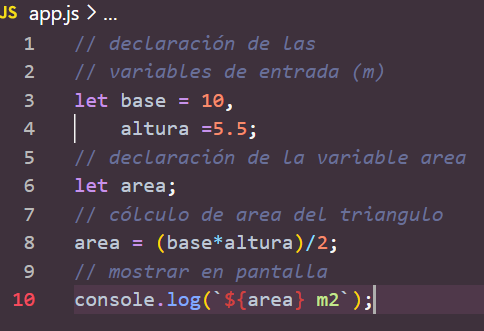 JS app.js > ...
1 // declaración de las
2 // variables de entrada (m)
3 let base = 10,
4 altura =5.5;
5 // declaración de la variable area
6 let area;
7 // cólculo de area del triangulo
8 area = (base*altura)/2;
9 // mostrar en pantalla
10 console.log(`${area} m2`);